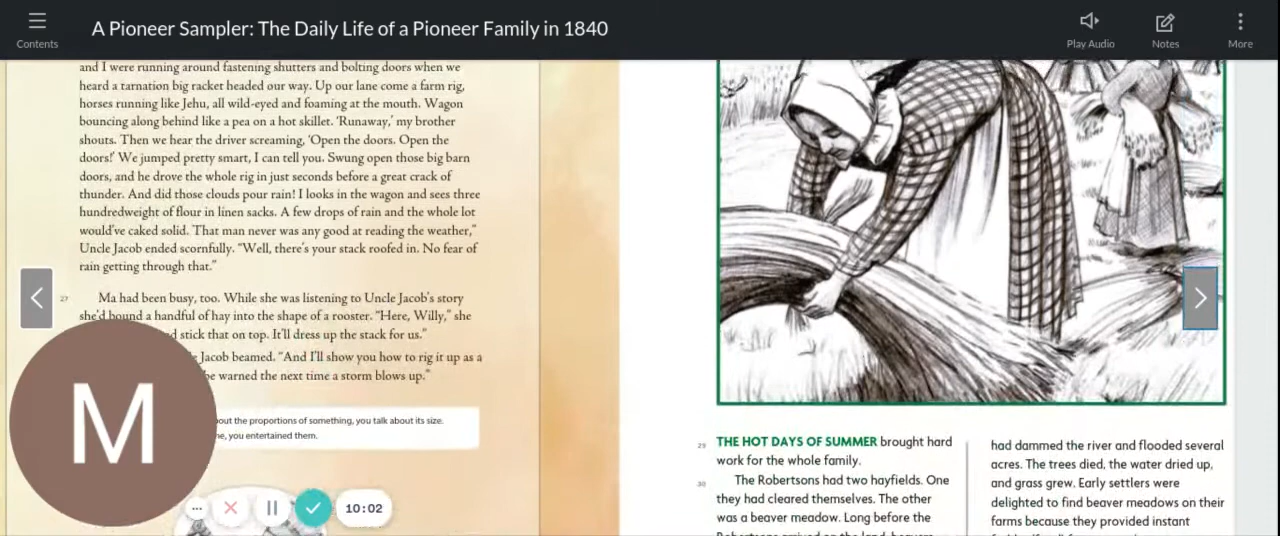 Contents
A Pioneer Sampler: The Daily Life of a Pioneer Family in 1840
Play Audio
Notes
More
and I were running around fastening shutters and bolting doors when we
heard a tarnation big racket headed our way. Up our lane come a farm rig,
horses running like Jehu, all wild-eyed and foaming at the mouth. Wagon
bouncing along behind like a pea on a hot skillet. ‘Runaway,’ my brother
shouts. Then we hear the driver screaming, ‘Open the doors. Open the
doors!’ We jumped pretty smart, I can tell you. Swung open those big barn
doors, and he drove the whole rig in just seconds before a great crack of
thunder. And did those clouds pour rain! I looks in the wagon and sees three
hundredweight of flour in linen sacks. A few drops of rain and the whole lot
would’ve caked solid. That man never was any good at reading the weather,”
Uncle Jacob ended scornfully. “Well, there’s your stack roofed in. No fear of
rain getting through that.”
27 Ma had been busy, too. While she was listening to Uncle Jacob’s story
she’d bound a handful of hay into the shape of a rooster. “Here, Willy,” she
stick that on top. It’ll dress up the stack for us.”
Jacob beamed. “And I’ll show you how to rig it up as a
be warned the next time a storm blows up.”
about the proportions of something, you talk about its size.
you entertained them.
M
10:02
29 THE HOT DAYS OF SUMMER brought hard
work for the whole family.
30 The Robertsons had two hayfields. One
they had cleared themselves. The other
was a beaver meadow. Long before the
had dammed the river and flooded several
acres. The trees died, the water dried up,
and grass grew. Early settlers were
delighted to find beaver meadows on their
farms because they provided instant